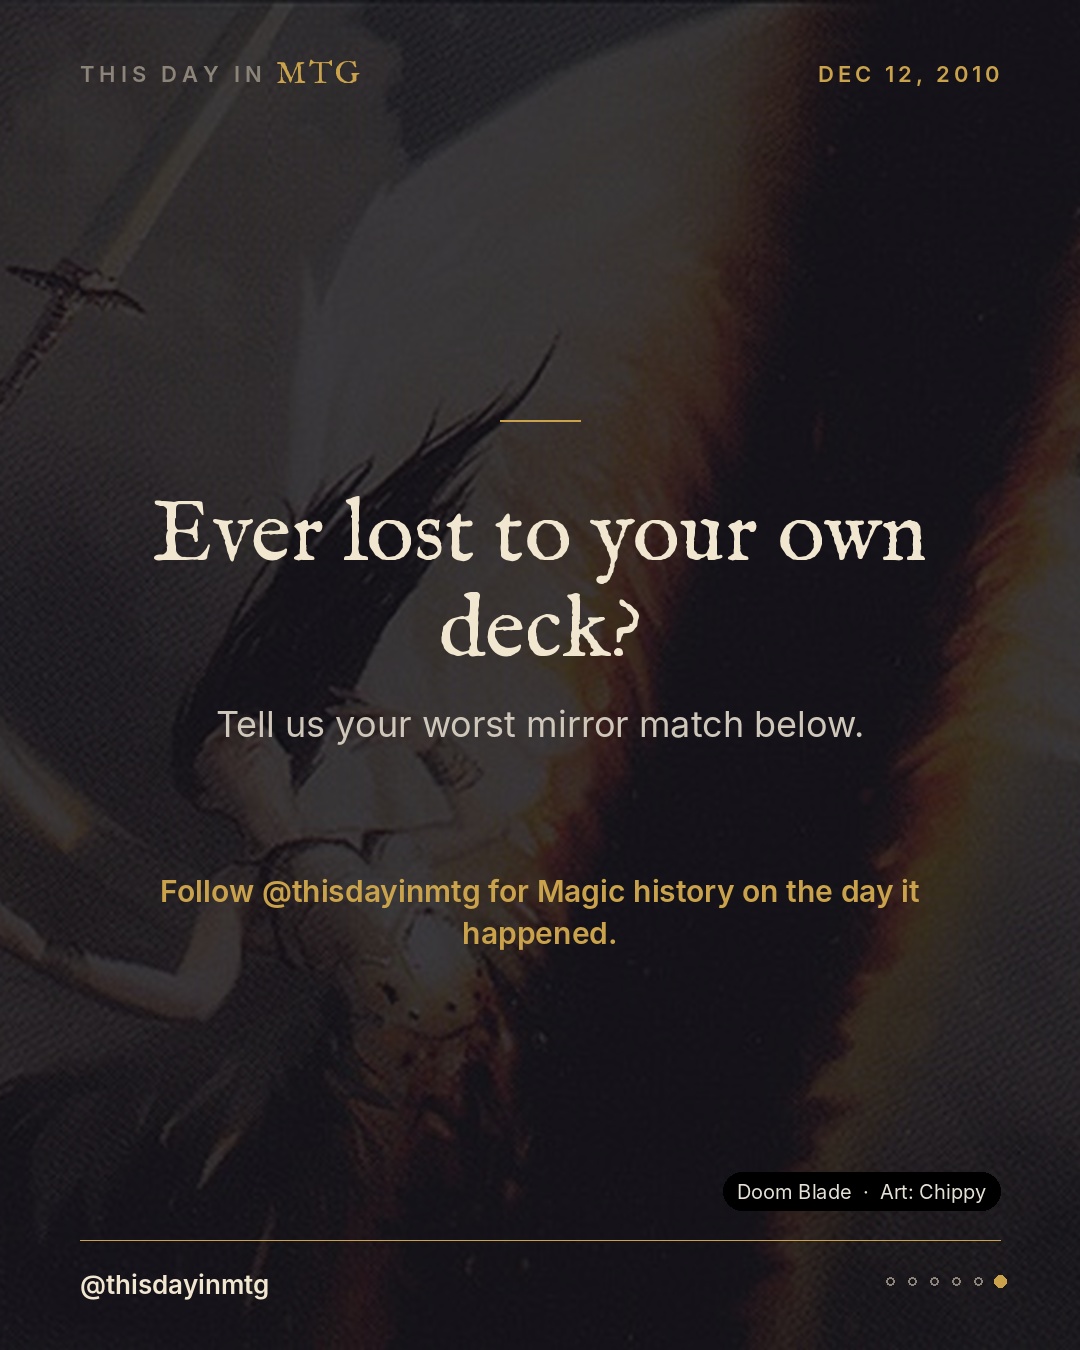 THIS DAY IN MTG
DEC 12, 2010
Ever lost to your own
deck?
Tell us your worst mirror match below.
Follow @thisdayinmtg for Magic history on the day it
happened.
Doom Blade · Art: Chippy
@thisdayinmtg